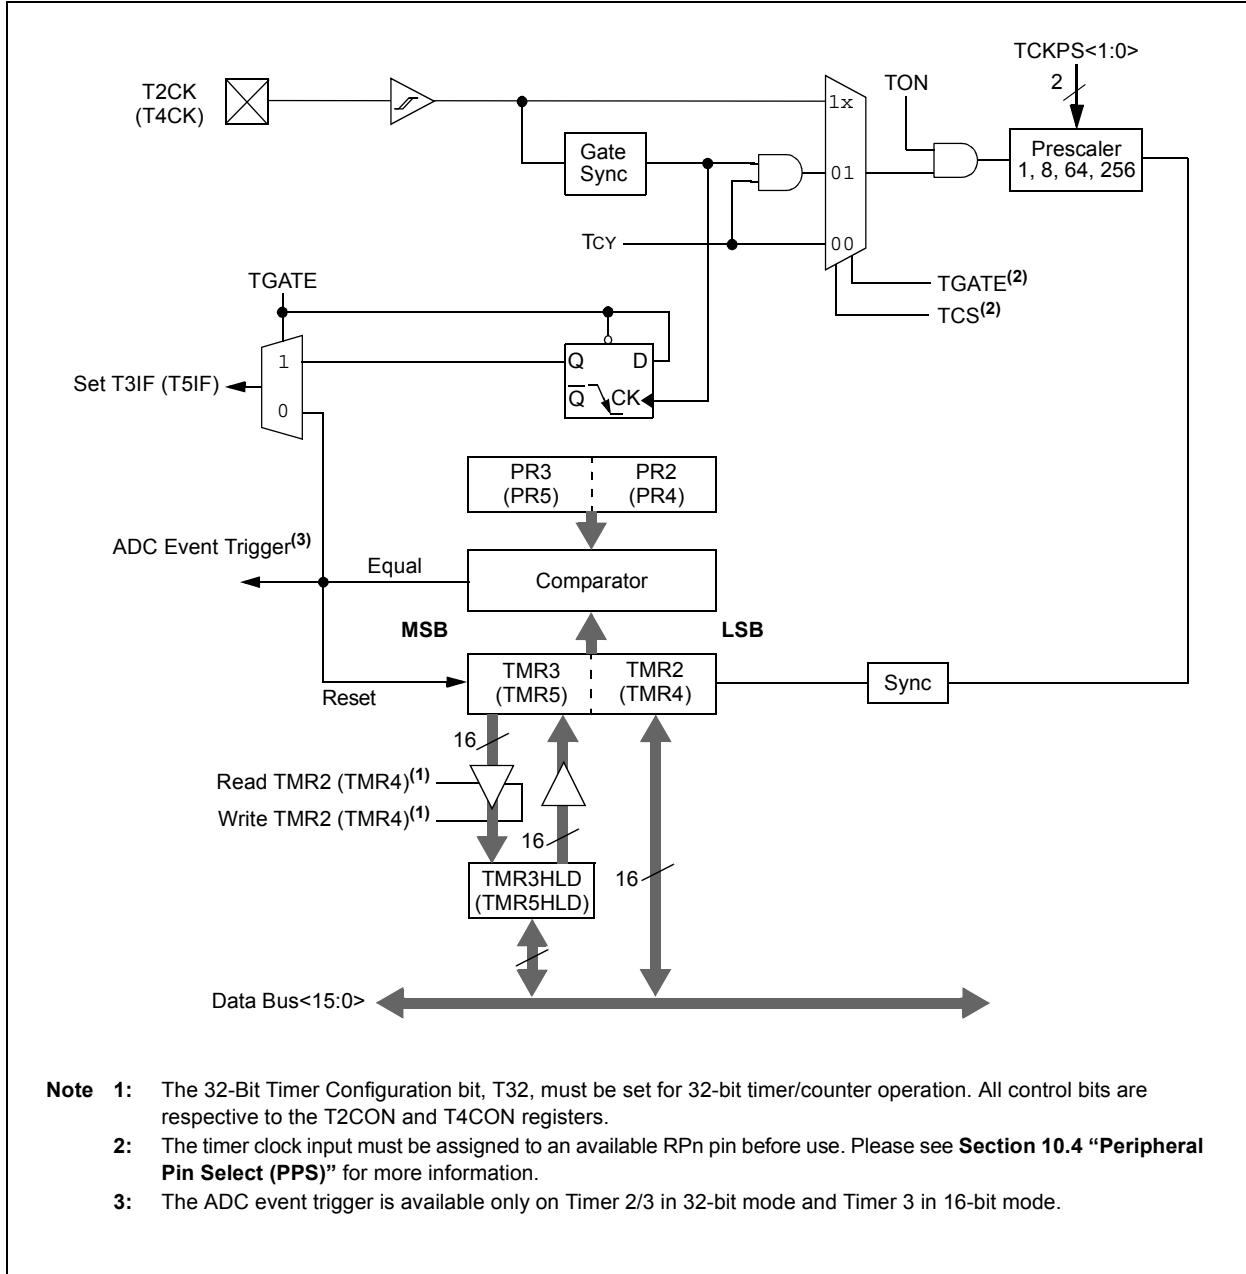 TCKPS<1:0>
2
TON
T2CK
(T4CK)
1x
Gate
Sync
Prescaler
1, 8, 64, 256
01
TCY
00
TGATE
TGATE(2)
TCS(2)
1
Q D
Set T3IF (T5IF)
Q CK
0
PR3 PR2
(PR5) (PR4)
ADC Event Trigger(3)
Equal
Comparator
MSB LSB
TMR3 TMR2
(TMR5) (TMR4)
Sync
Reset
16
Read TMR2 (TMR4)(1)
Write TMR2 (TMR4)(1)
16
TMR3HLD
(TMR5HLD)
16
Data Bus<15:0>
Note 1: The 32-Bit Timer Configuration bit, T32, must be set for 32-bit timer/counter operation. All control bits are
respective to the T2CON and T4CON registers.
2: The timer clock input must be assigned to an available RPn pin before use. Please see Section 10.4 “Peripheral
Pin Select (PPS)” for more information.
3: The ADC event trigger is available only on Timer 2/3 in 32-bit mode and Timer 3 in 16-bit mode.